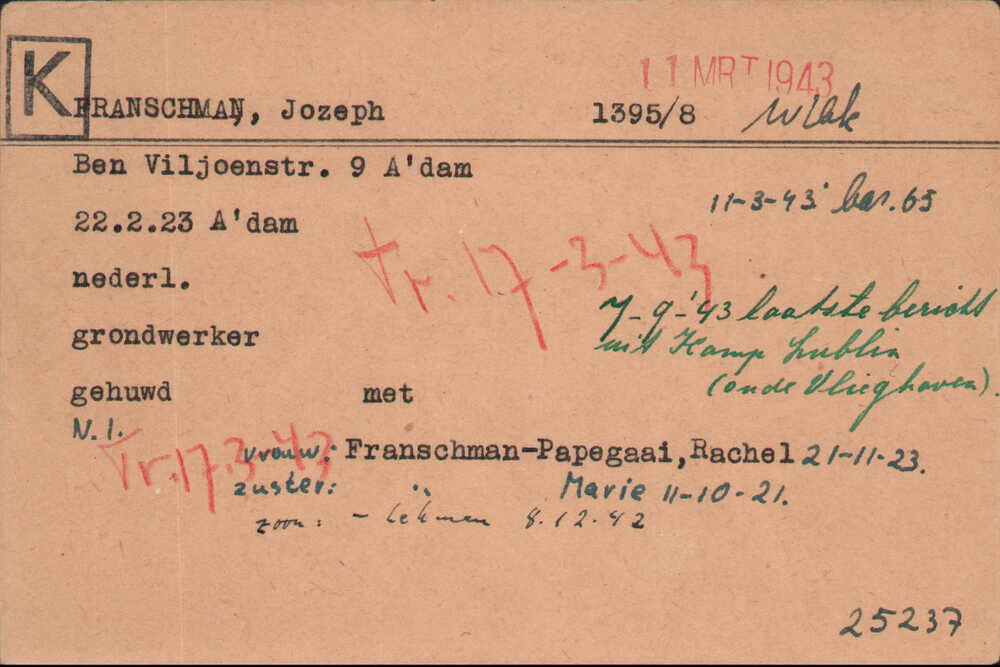 11 MRT 1943
K
FRANSCHMAN, Jozeph 1395/8 Wlak
Ben Viljoenstr. 9 A'dam
11-3-43 bar. 65
22.2.23 A'dam
Tr. 17-3-43
nederl.
7-9-'43 laatste bericht
uit Kamp Lublin
(oude Vlieghaven).
grondwerker
gehuwd met
N.I.
Tr. 17.3-43
vrouw: Franschman-Papegaai, Rachel 21-11-23.
zuster: " Marie 11-10-21.
zoon: - Lehman 8.12.42
25237